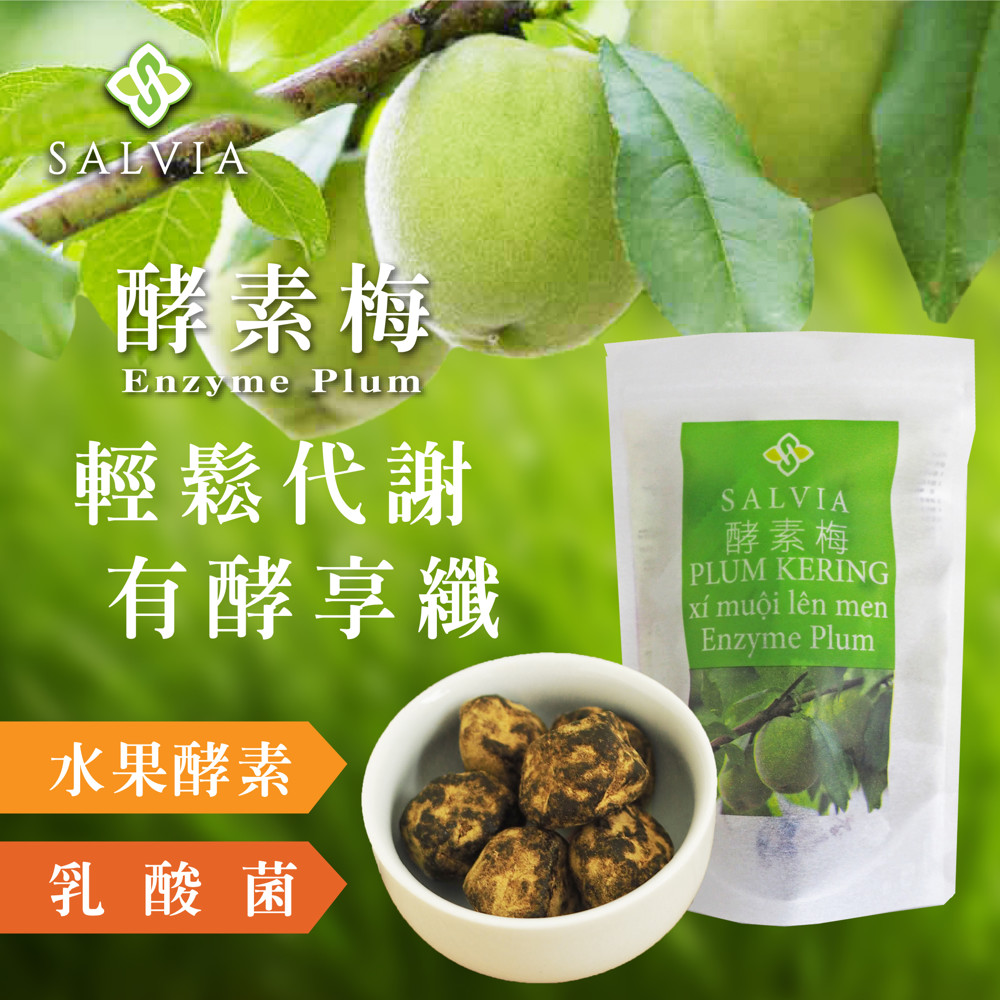 SALVIA
酵素梅
Enzyme Plum
輕鬆代謝
有酵享纖
水果酵素
乳酸菌
SALVIA
酵素梅
PLUM KERING
xí muội lên men
Enzyme Plum